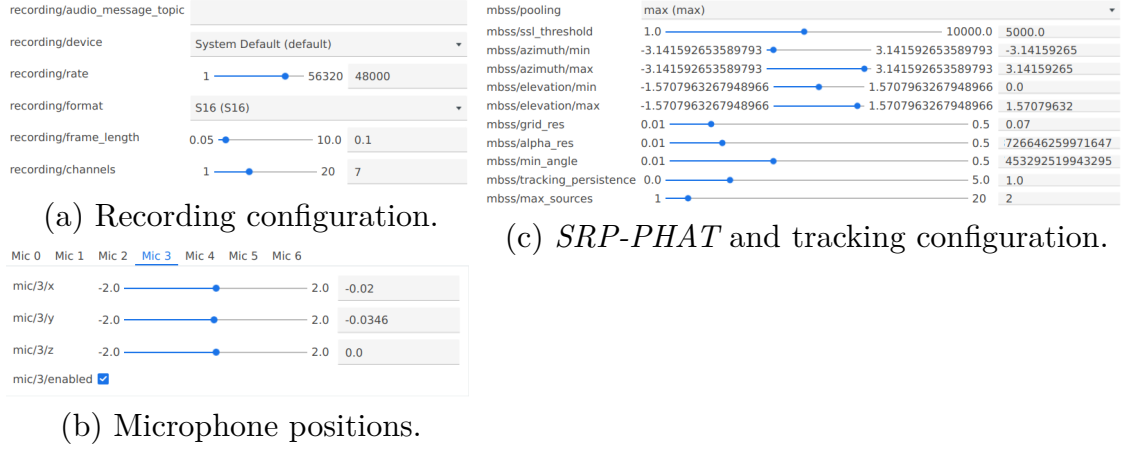 recording/audio_message_topic
recording/device System Default (default)
recording/rate 1 56320 48000
recording/format S16 (S16)
recording/frame_length 0.05 10.0 0.1
recording/channels 1 20 7
(a) Recording configuration.
Mic 0 Mic 1 Mic 2 Mic 3 Mic 4 Mic 5 Mic 6
mic/3/x -2.0 2.0 -0.02
mic/3/y -2.0 2.0 -0.0346
mic/3/z -2.0 2.0 0.0
mic/3/enabled
(b) Microphone positions.
mbss/pooling max (max)
mbss/ssl_threshold 1.0 10000.0 5000.0
mbss/azimuth/min -3.141592653589793 3.141592653589793 -3.14159265
mbss/azimuth/max -3.141592653589793 3.141592653589793 3.14159265
mbss/elevation/min -1.5707963267948966 1.5707963267948966 0.0
mbss/elevation/max -1.5707963267948966 1.5707963267948966 1.57079632
mbss/grid_res 0.01 0.5 0.07
mbss/alpha_res 0.01 0.5 726646259971647
mbss/min_angle 0.01 0.5 453292519943295
mbss/tracking_persistence 0.0 5.0 1.0
mbss/max_sources 1 20 2
(c) SRP-PHAT and tracking configuration.